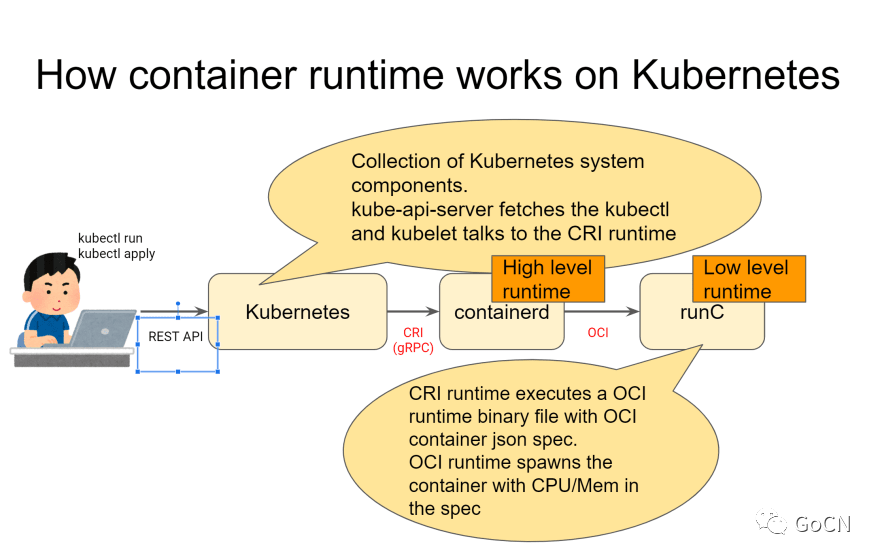 How container runtime works on Kubernetes
Collection of Kubernetes system
components.
kube-api-server fetches the kubectl
and kubelet talks to the CRI runtime
kubectl run
kubectl apply
REST API
Kubernetes
CRI
(gRPC)
High level
runtime
containerd
OCI
Low level
runtime
runC
CRI runtime executes a OCI
runtime binary file with OCI
container json spec.
OCI runtime spawns the
container with CPU/Mem in
the spec
GoCN